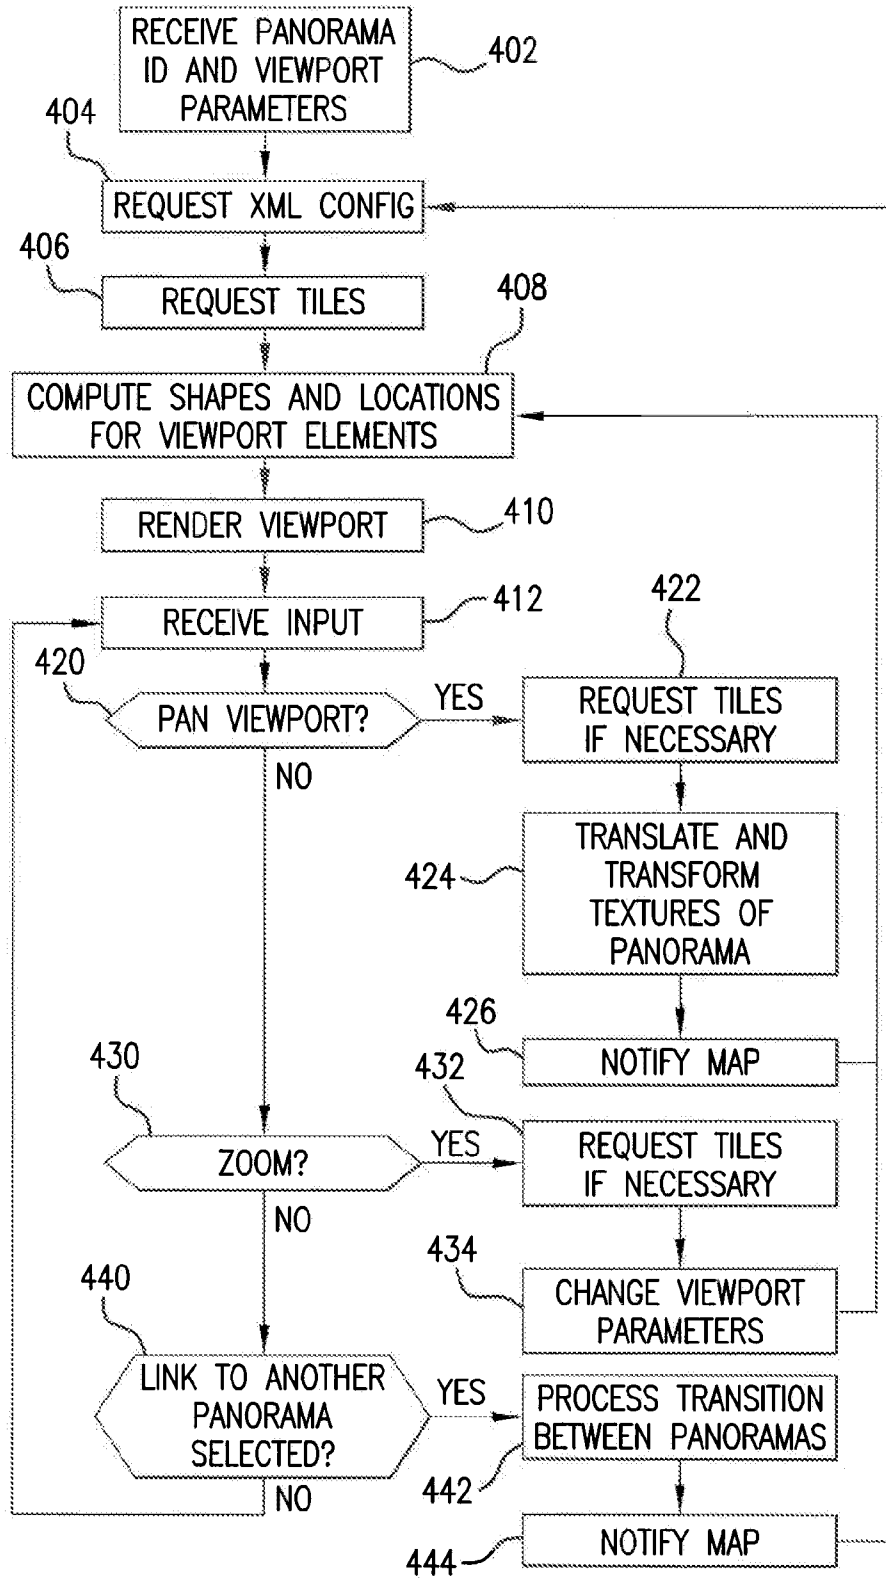 RECEIVE PANORAMA
ID AND VIEWPORT
PARAMETERS
402
404
REQUEST XML CONFIG
406
REQUEST TILES
408
COMPUTE SHAPES AND LOCATIONS
FOR VIEWPORT ELEMENTS
RENDER VIEWPORT
410
RECEIVE INPUT
412
420
PAN VIEWPORT?
YES
NO
422
REQUEST TILES
IF NECESSARY
424
TRANSLATE AND
TRANSFORM
TEXTURES OF
PANORAMA
426
NOTIFY MAP
430
ZOOM?
YES
NO
432
REQUEST TILES
IF NECESSARY
434
CHANGE VIEWPORT
PARAMETERS
440
LINK TO ANOTHER
PANORAMA
SELECTED?
YES
NO
PROCESS TRANSITION
BETWEEN PANORAMAS
442
NOTIFY MAP
444